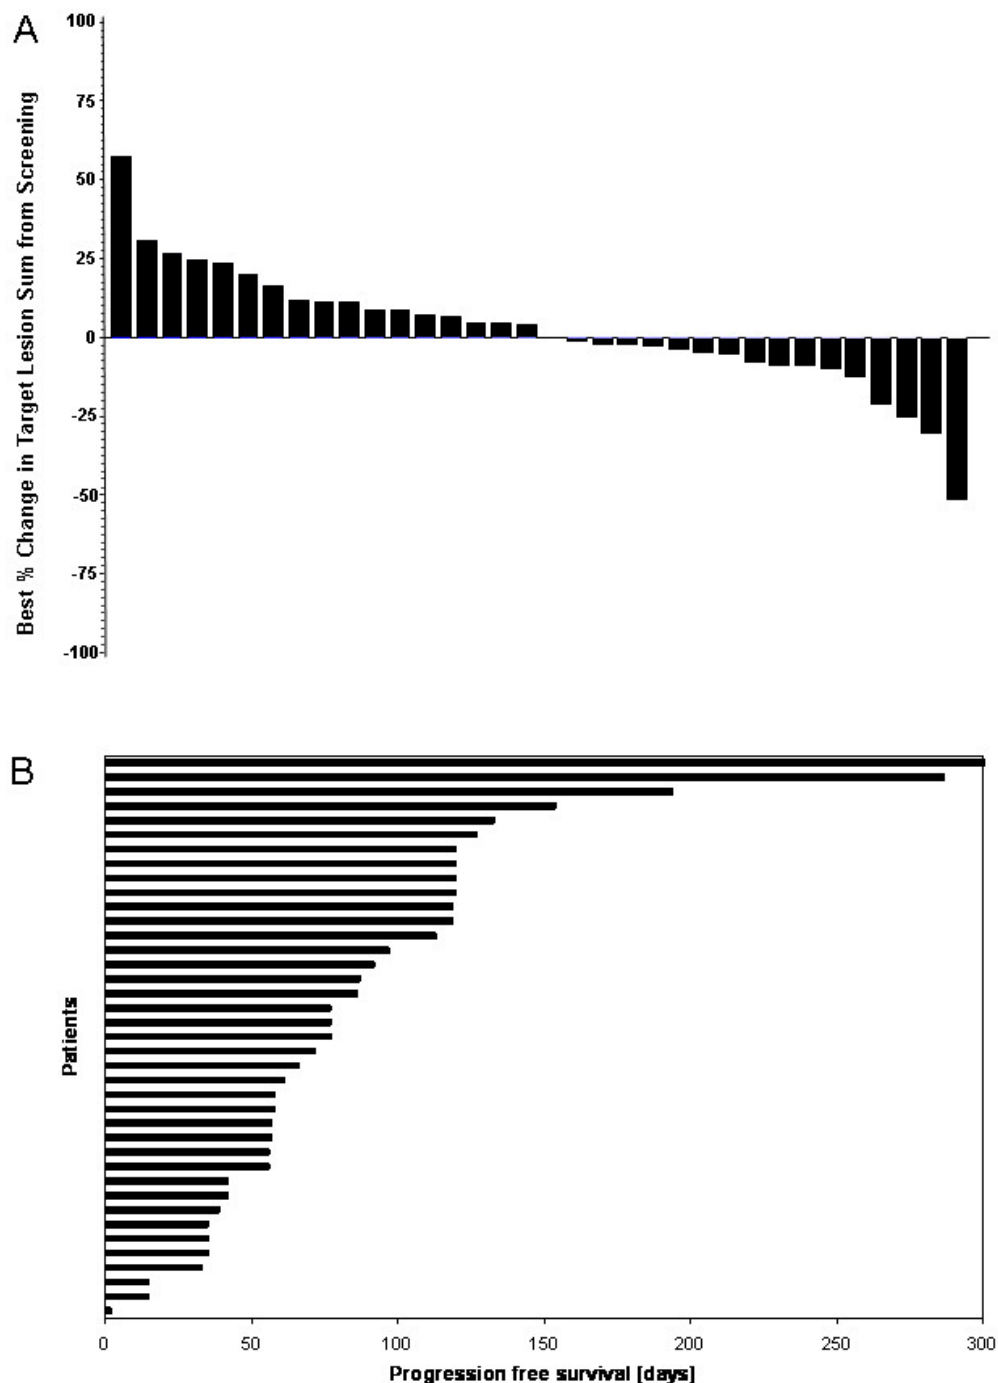 A
Best % Change in Target Lesion Sum from Screening
100
75
50
25
0
-25
-50
-75
-100
B
Patients
0 50 100 150 200 250 300
Progression free survival [days]